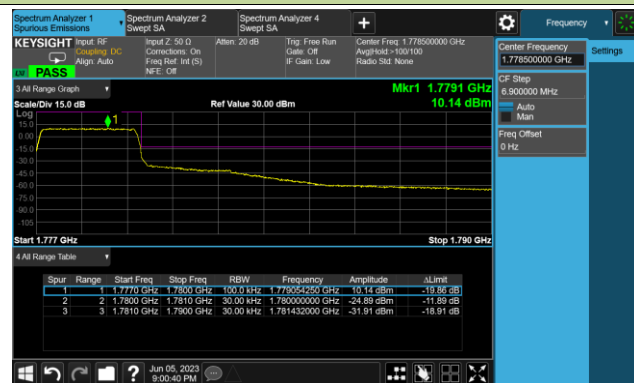 Spectrum Analyzer 1
Spurious Emissions
Spectrum Analyzer 2
Swept SA
Spectrum Analyzer 4
Swept SA
+
Frequency
KEYSIGHT
Input: RF
Coupling: DC
Align: Auto
Input Z: 50 Ω
Corrections: On
Freq Ref: Int (S)
NFE: Off
Atten: 20 dB
Trig: Free Run
Gate: Off
IF Gain: Low
Center Freq: 1.778500000 GHz
Avg|Hold:>100/100
Radio Std: None
PASS
Center Frequency
1.778500000 GHz
Settings
CF Step
6.900000 MHz
Auto
Man
Freq Offset
0 Hz
3 All Range Graph
Mkr1 1.7791 GHz
10.14 dBm
Scale/Div 15.0 dB
Ref Value 30.00 dBm
Log
15.0
0.00
-15.0
-30.0
-45.0
-60.0
-75.0
-90.0
-105
1
Start 1.777 GHz
Stop 1.790 GHz
4 All Range Table
Spur Range Start Freq Stop Freq RBW Frequency Amplitude ΔLimit
1 1 1.7770 GHz 1.7800 GHz 100.0 kHz 1.779054250 GHz 10.14 dBm -19.86 dB
2 2 1.7800 GHz 1.7810 GHz 30.00 kHz 1.780000000 GHz -24.89 dBm -11.89 dB
3 3 1.7810 GHz 1.7900 GHz 30.00 kHz 1.781432000 GHz -31.91 dBm -18.91 dB
?
Jun 05, 2023
9:00:40 PM